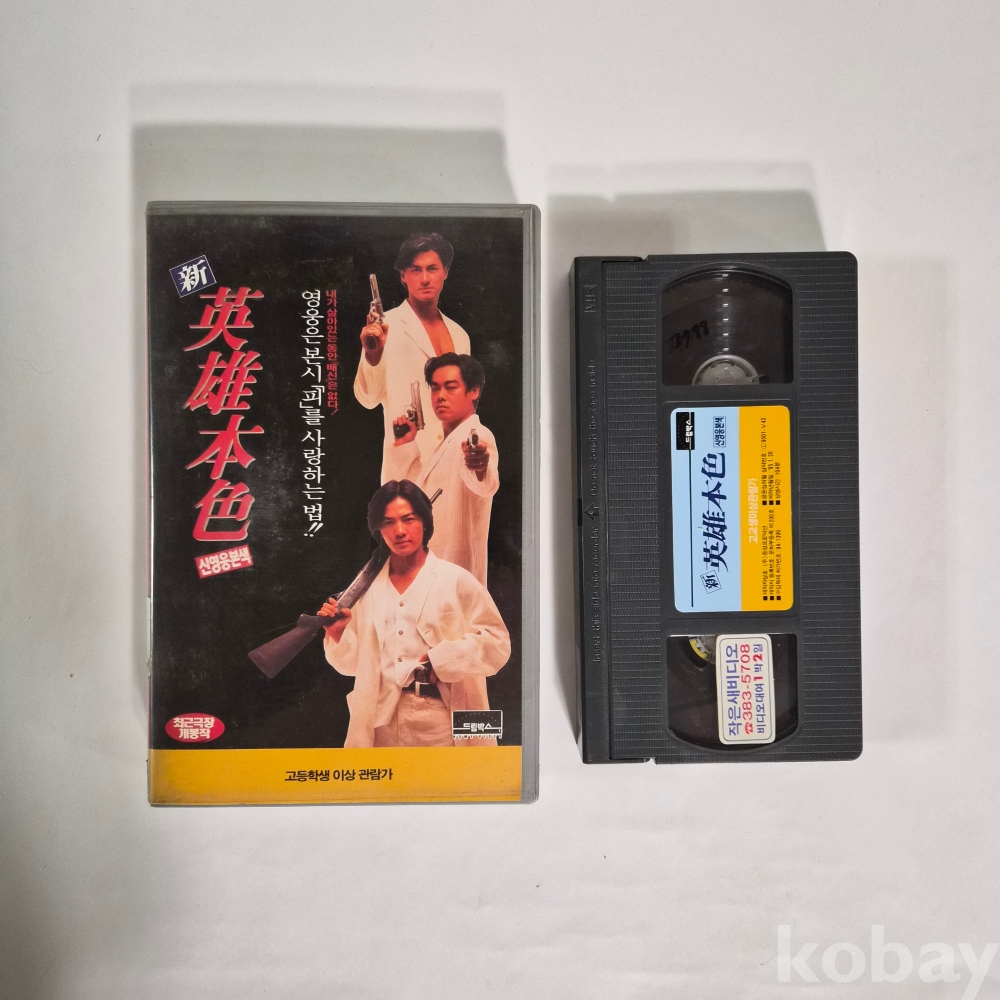 新
英雄本色
신영웅본색
내가 살아있는 동안 배신은 없다!
영웅은 본시「피」를 사랑하는 법!!
최근극장
개봉작
드림박스
고등학생 이상 관람가
드림박스
신영웅본색
新 英雄本色
고교생이상관람가
작은새비디오
☎383-5708
비디오대여 1박2일
kobay